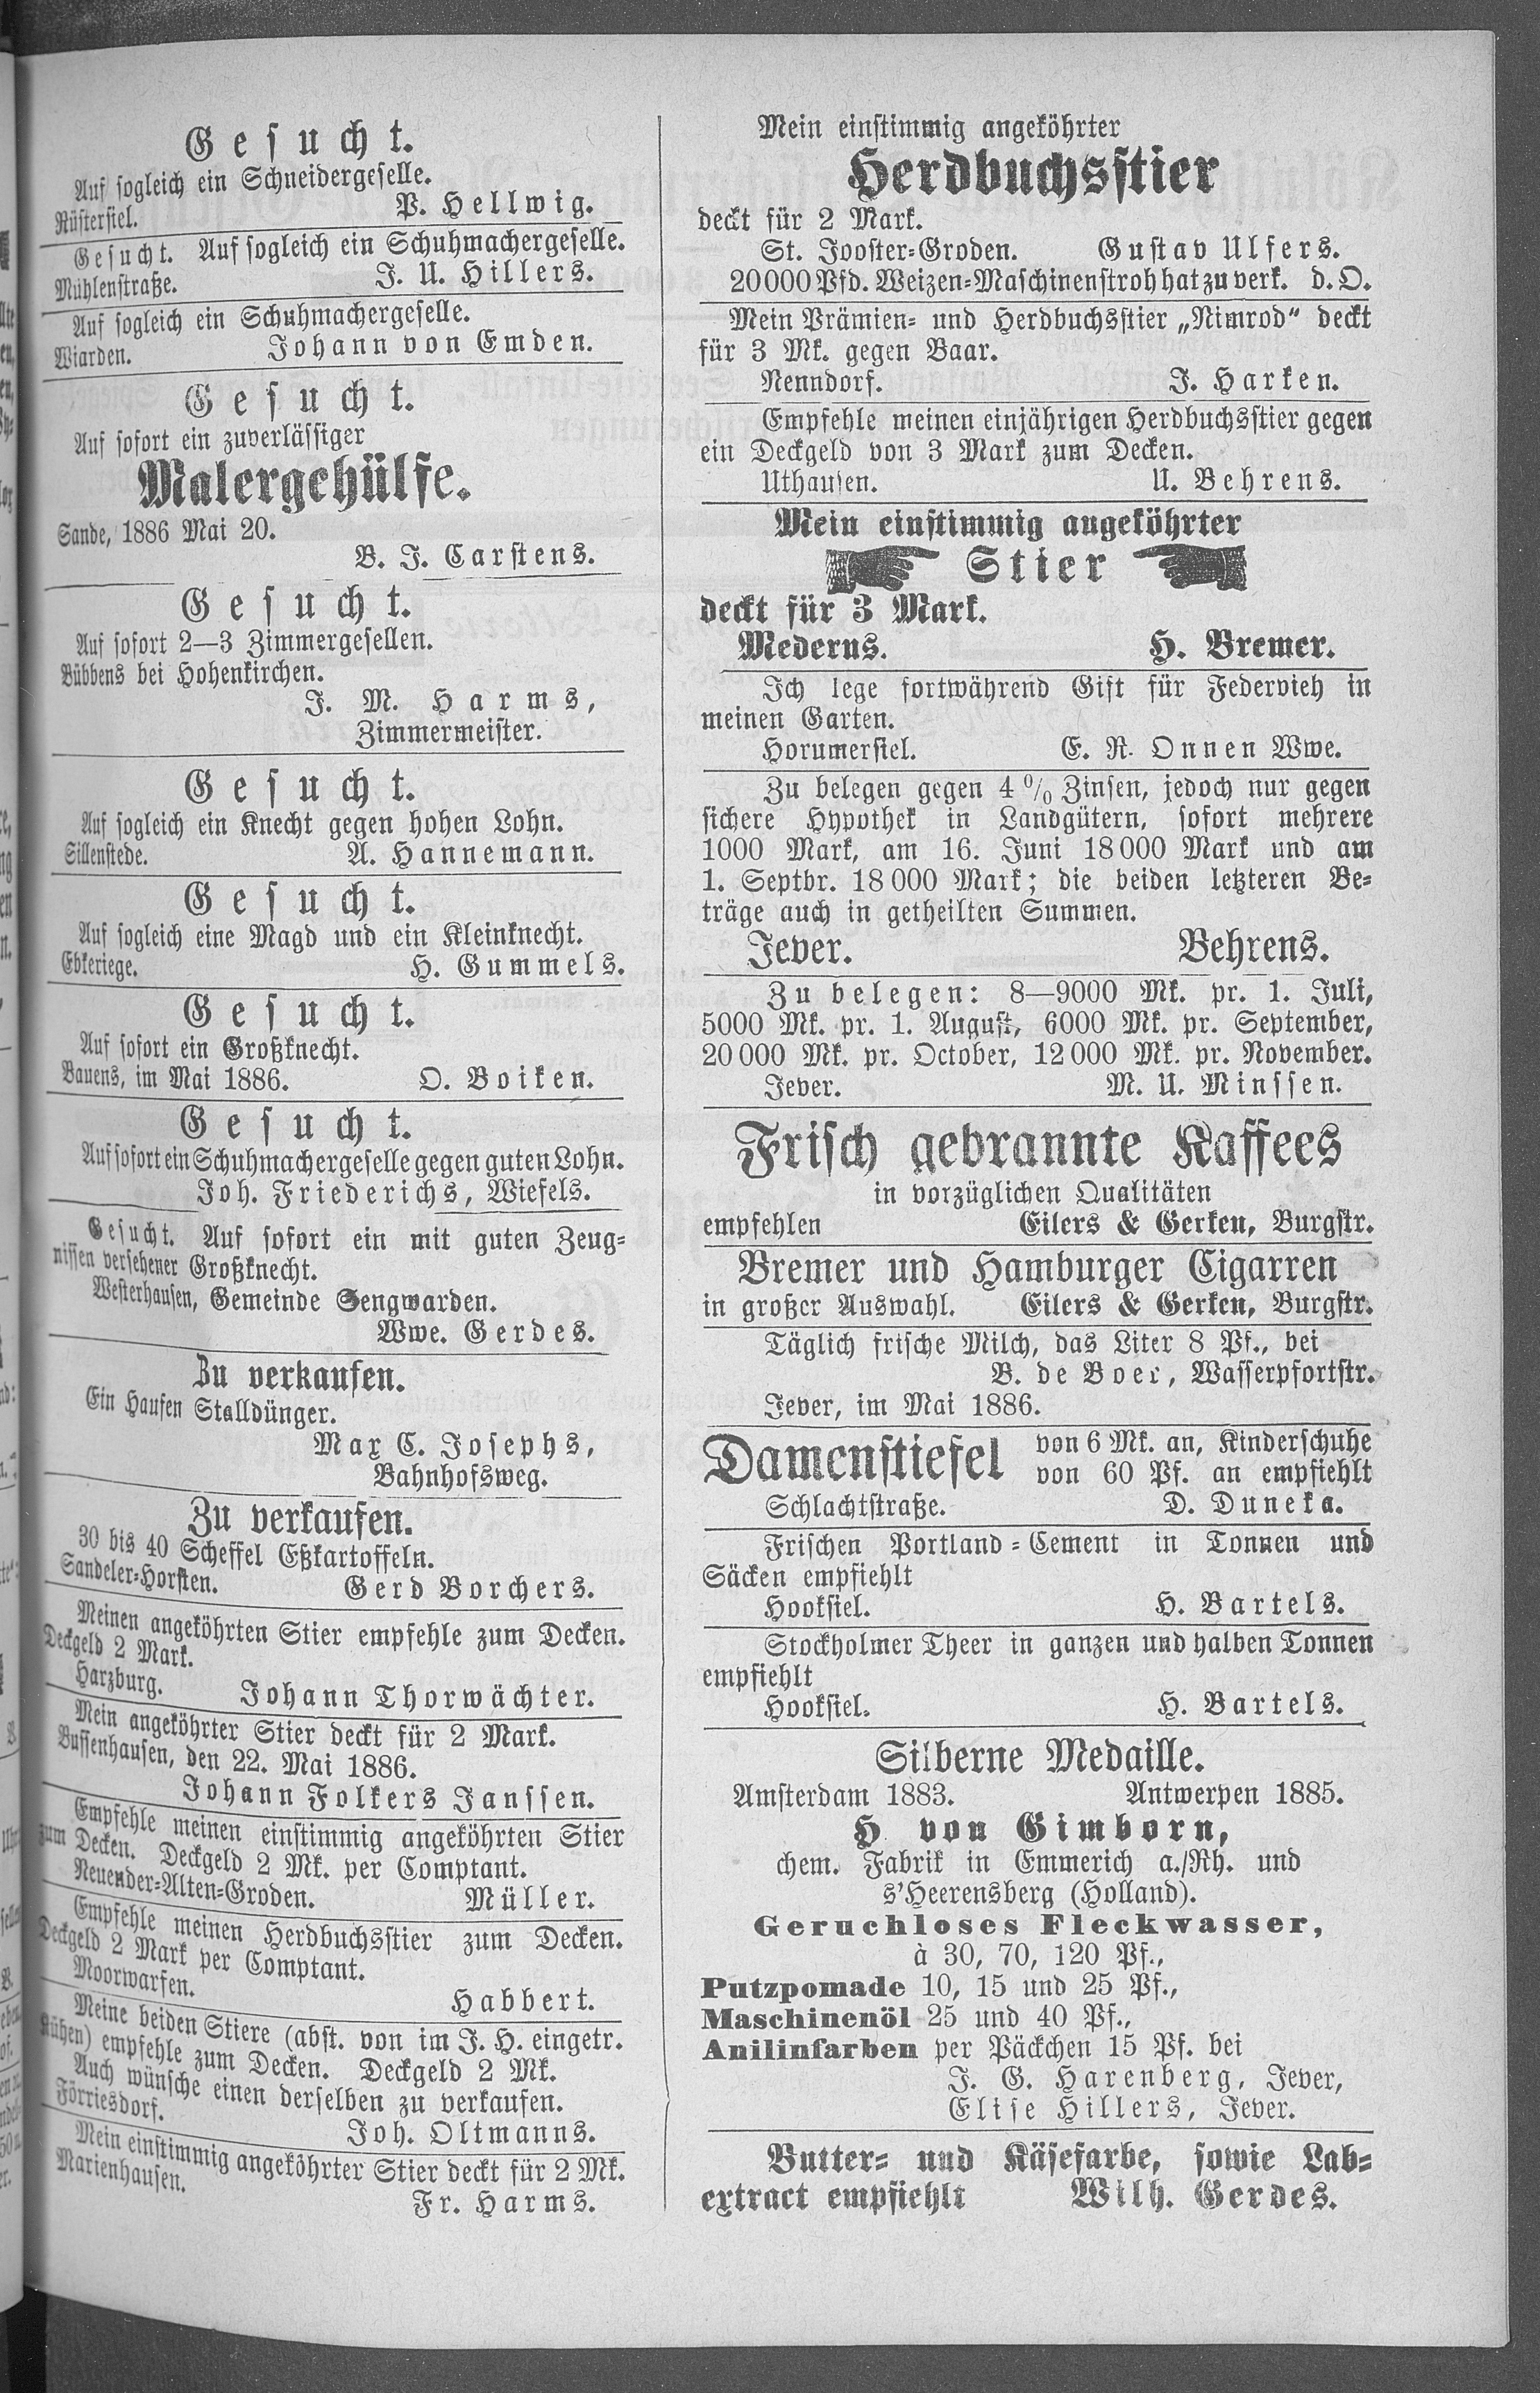 Gesucht.
Auf sogleich ein Schneidergeselle.
Rüstersiel. P. Hellwig.
Gesucht. Auf sogleich ein Schuhmachergeselle.
Mühlenstraße. J. U. Hillers.
Auf sogleich ein Schuhmachergeselle.
Wiarden. Johann von Emden.
Gesucht.
Auf sofort ein zuverlässiger
Malergehülfe.
Sande, 1886 Mai 20.
B. J. Carstens.
Gesucht.
Auf sofort 2—3 Zimmergesellen.
Bübbens bei Hohenkirchen.
J. M. Harms,
Zimmermeister.
Gesucht.
Auf sogleich ein Knecht gegen hohen Lohn.
Sillenstede. A. Hannemann.
Gesucht.
Auf sogleich eine Magd und ein Kleinknecht.
Ebkeriege. H. Gummels.
Gesucht.
Auf sofort ein Großknecht.
Bauens, im Mai 1886. O. Boiken.
Gesucht.
Auf sofort ein Schuhmachergeselle gegen guten Lohn.
Joh. Friederichs, Wiefels.
Gesucht. Auf sofort ein mit guten Zeug-
nissen versehener Großknecht.
Westerhausen, Gemeinde Sengwarden.
Wwe. Gerdes.
Zu verkaufen.
Ein Haufen Stalldünger.
Max C. Josephs,
Bahnhofsweg.
Zu verkaufen.
30 bis 40 Scheffel Eßkartoffeln.
Sandeler-Horsten. Gerd Borchers.
Meinen angeköhrten Stier empfehle zum Decken.
Deckgeld 2 Mark.
Harzburg. Johann Thorwächter.
Mein angeköhrter Stier deckt für 2 Mark.
Bussenhausen, den 22. Mai 1886.
Johann Folkers Janssen.
Empfehle meinen einstimmig angeköhrten Stier
zum Decken. Deckgeld 2 Mk. per Comptant.
Neuender-Alten-Groden. Müller.
Empfehle meinen Herdbuchsstier zum Decken.
Deckgeld 2 Mark per Comptant.
Moorwarfen. Habbert.
Meine beiden Stiere (abst. von im J. H. eingetr.
Kühen) empfehle zum Decken. Deckgeld 2 Mk.
Auch wünsche einen derselben zu verkaufen.
Förriesdorf. Joh. Oltmanns.
Mein einstimmig angeköhrter Stier deckt für 2 Mk.
Marienhausen. Fr. Harms.
Mein einstimmig angeköhrter
Herdbuchsstier
deckt für 2 Mark.
St. Jooster-Groden. Gustav Ulfers.
20000 Pfd. Weizen-Maschinenstroh hat zu verk. d. O.
Mein Prämien- und Herdbuchsstier „Nimrod“ deckt
für 3 Mk. gegen Baar.
Nenndorf. J. Harken.
Empfehle meinen einjährigen Herdbuchsstier gegen
ein Deckgeld von 3 Mark zum Decken.
Uthausen. U. Behrens.
Mein einstimmig angeköhrter
Stier
deckt für 3 Mark.
Mederns. H. Bremer.
Ich lege fortwährend Gift für Federvieh in
meinen Garten.
Horumersiel. E. R. Onnen Wwe.
Zu belegen gegen 4 % Zinsen, jedoch nur gegen
sichere Hypothek in Landgütern, sofort mehrere
1000 Mark, am 16. Juni 18 000 Mark und am
1. Septbr. 18 000 Mark; die beiden letzteren Be-
träge auch in getheilten Summen.
Jever. Behrens.
Zu belegen: 8—9000 Mk. pr. 1. Juli,
5000 Mk. pr. 1. August, 6000 Mk. pr. September,
20 000 Mk. pr. October, 12 000 Mk. pr. November.
Jever. M. U. Minssen.
Frisch gebrannte Kaffees
in vorzüglichen Qualitäten
empfehlen Eilers & Gerken, Burgstr.
Bremer und Hamburger Cigarren
in großer Auswahl. Eilers & Gerken, Burgstr.
Täglich frische Milch, das Liter 8 Pf., bei
B. de Boer, Wasserpfortstr.
Jever, im Mai 1886.
Damenstiefel von 6 Mk. an, Kinderschuhe
von 60 Pf. an empfiehlt
Schlachtstraße. D. Duneka.
Frischen Portland-Cement in Tonnen und
Säcken empfiehlt
Hooksiel. H. Bartels.
Stockholmer Theer in ganzen und halben Tonnen
empfiehlt
Hooksiel. H. Bartels.
Silberne Medaille.
Amsterdam 1883. Antwerpen 1885.
H von Gimborn,
chem. Fabrik in Emmerich a./Rh. und
s'Heerensberg (Holland).
Geruchloses Fleckwasser,
à 30, 70, 120 Pf.,
Putzpomade 10, 15 und 25 Pf.,
Maschinenöl 25 und 40 Pf.,
Anilinfarben per Päckchen 15 Pf. bei
J. G. Harenberg, Jever,
Elise Hillers, Jever.
Butter- und Käsefarbe, sowie Lab-
extract empfiehlt Wilh. Gerdes.